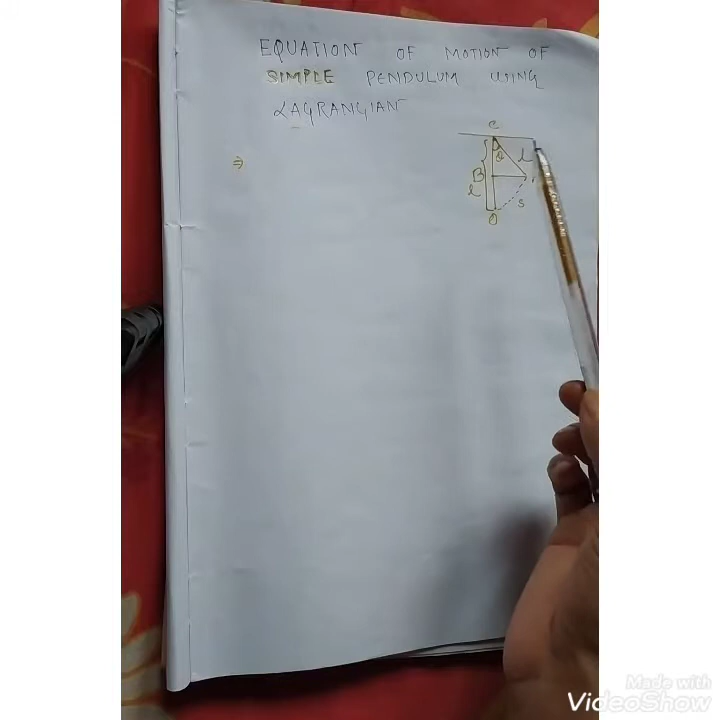 EQUATION OF MOTION OF
SIMPLE PENDULUM USING
LAGRANGIAN
⇒
C
θ
l
B
l
S
O
Made with
VideoShow